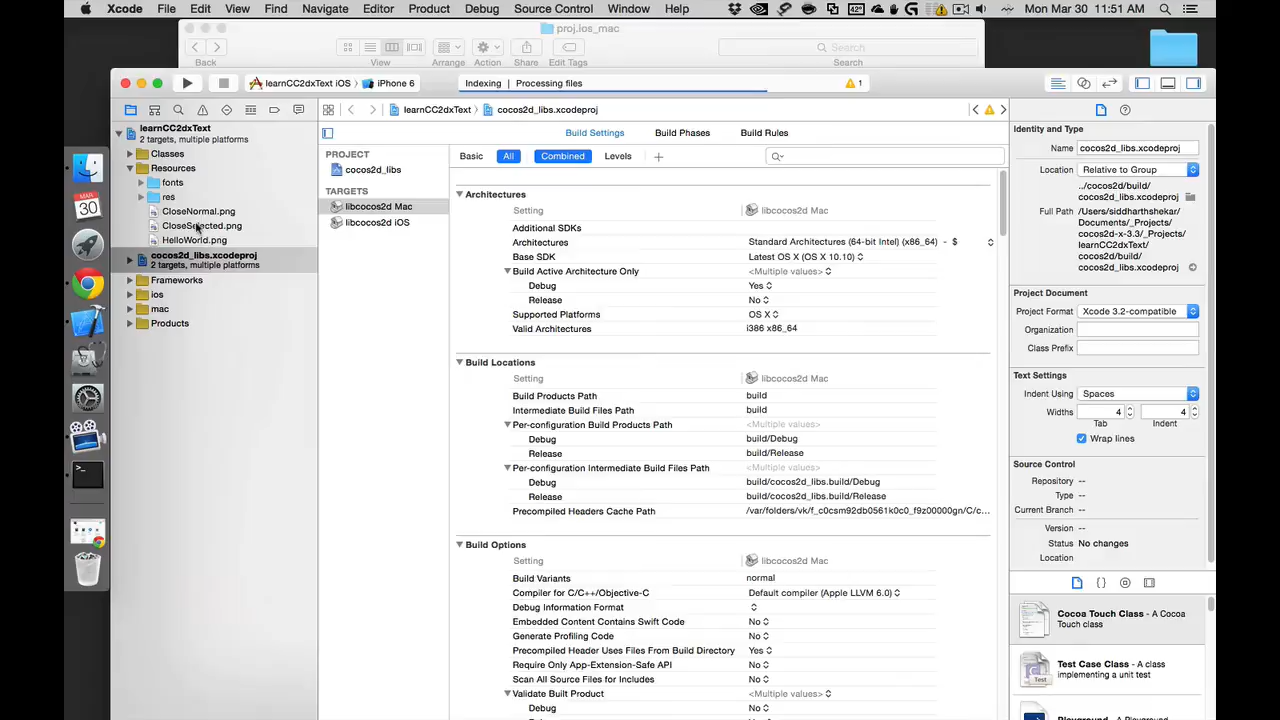 Xcode File Edit View Find Navigate Editor Product Debug Source Control Window Help
42° Mon Mar 30 11:51 AM
proj.ios_mac
Back View Arrange Action Share Edit Tags Search
Search
learnCC2dxText iOS iPhone 6
Indexing | Processing files
1
learnCC2dxText
2 targets, multiple platforms
Classes
Resources
fonts
res
CloseNormal.png
CloseSelected.png
HelloWorld.png
cocos2d_libs.xcodeproj
2 targets, multiple platforms
Frameworks
ios
mac
Products
MAR
30
learnCC2dxText cocos2d_libs.xcodeproj
Build Settings Build Phases Build Rules
PROJECT
cocos2d_libs
TARGETS
libcocos2d Mac
libcocos2d iOS
Basic All Combined Levels +
Architectures
Setting libcocos2d Mac
Additional SDKs
Architectures Standard Architectures (64-bit Intel) (x86_64) - $
Base SDK Latest OS X (OS X 10.10)
Build Active Architecture Only <Multiple values>
Debug Yes
Release No
Supported Platforms OS X
Valid Architectures i386 x86_64
Build Locations
Setting libcocos2d Mac
Build Products Path build
Intermediate Build Files Path build
Per-configuration Build Products Path <Multiple values>
Debug build/Debug
Release build/Release
Per-configuration Intermediate Build Files Path <Multiple values>
Debug build/cocos2d_libs.build/Debug
Release build/cocos2d_libs.build/Release
Precompiled Headers Cache Path /var/folders/vk/f_c0csm92db0561k0c0_f9z00000gn/C/c...
Build Options
Setting libcocos2d Mac
Build Variants normal
Compiler for C/C++/Objective-C Default compiler (Apple LLVM 6.0)
Debug Information Format
Embedded Content Contains Swift Code No
Generate Profiling Code No
Precompiled Header Uses Files From Build Directory Yes
Require Only App-Extension-Safe API No
Scan All Source Files for Includes No
Validate Built Product <Multiple values>
Debug No
Identity and Type
Name cocos2d_libs.xcodeproj
Location Relative to Group
../cocos2d/build/
cocos2d_libs.xcodeproj
Full Path /Users/siddharthshekar/
Documents/_Projects/
cocos2d-x-3.3/_Projects/
learnCC2dxText/
cocos2d/build/
cocos2d_libs.xcodeproj
Project Document
Project Format Xcode 3.2-compatible
Organization
Class Prefix
Text Settings
Indent Using Spaces
Widths 4 4
Tab Indent
Wrap lines
Source Control
Repository --
Type --
Current Branch --
Version --
Status No changes
Location
Cocoa Touch Class - A Cocoa
Touch class
Test Case Class - A class
implementing a unit test
Test